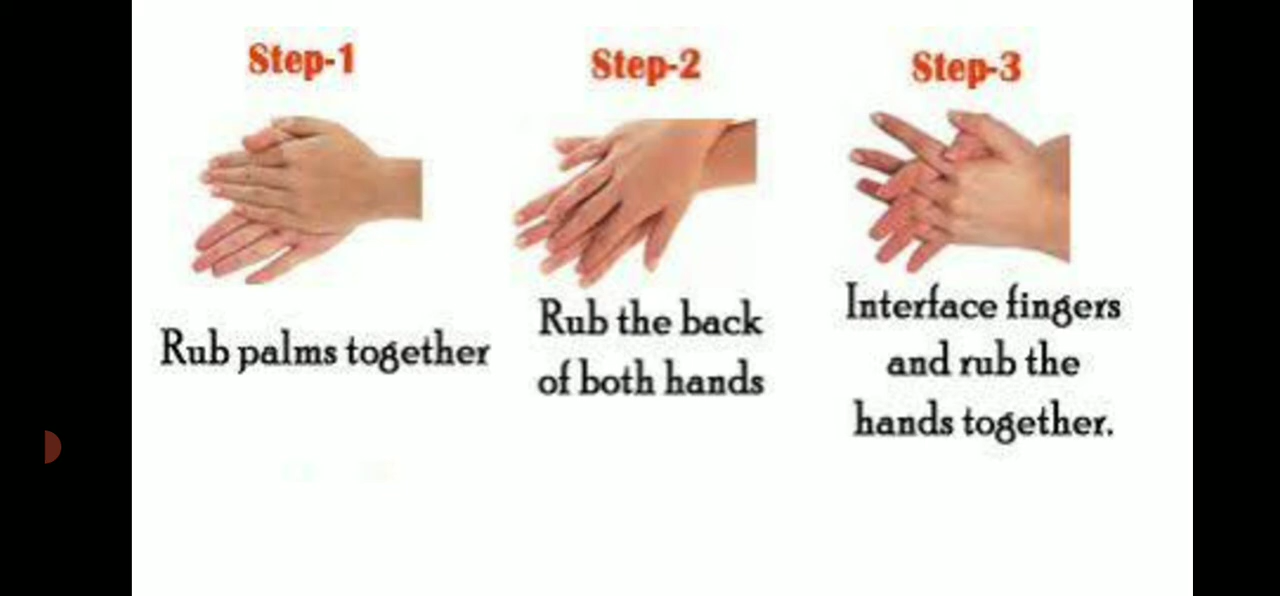 Step-1
Rub palms together
Step-2
Rub the back
of both hands
Step-3
Interface fingers
and rub the
hands together.